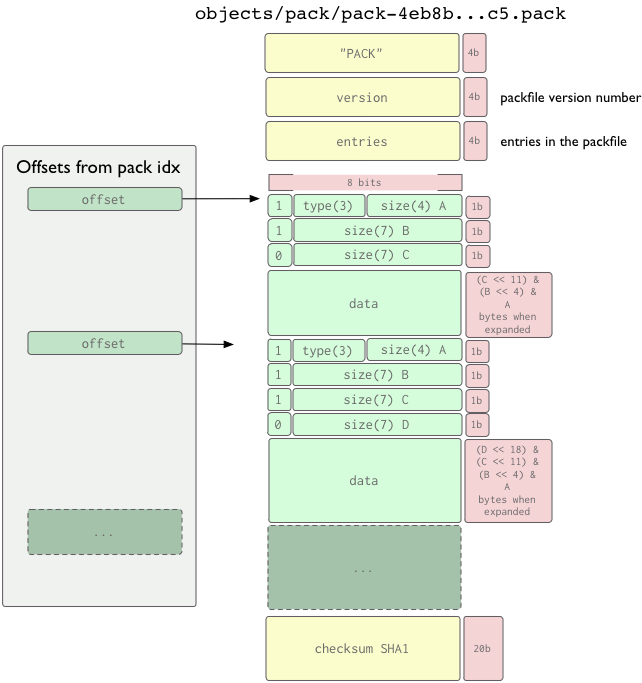 objects/pack/pack-4eb8b...c5.pack
"PACK" 4b
version 4b packfile version number
entries 4b entries in the packfile
Offsets from pack idx
offset
offset
...
8 bits
1 type(3) size(4) A 1b
1 size(7) B 1b
0 size(7) C 1b
data
(C << 11) &
(B << 4) &
A
bytes when
expanded
1 type(3) size(4) A 1b
1 size(7) B 1b
1 size(7) C 1b
0 size(7) D 1b
data
(D << 18) &
(C << 11) &
(B << 4) &
A
bytes when
expanded
...
checksum SHA1 20b